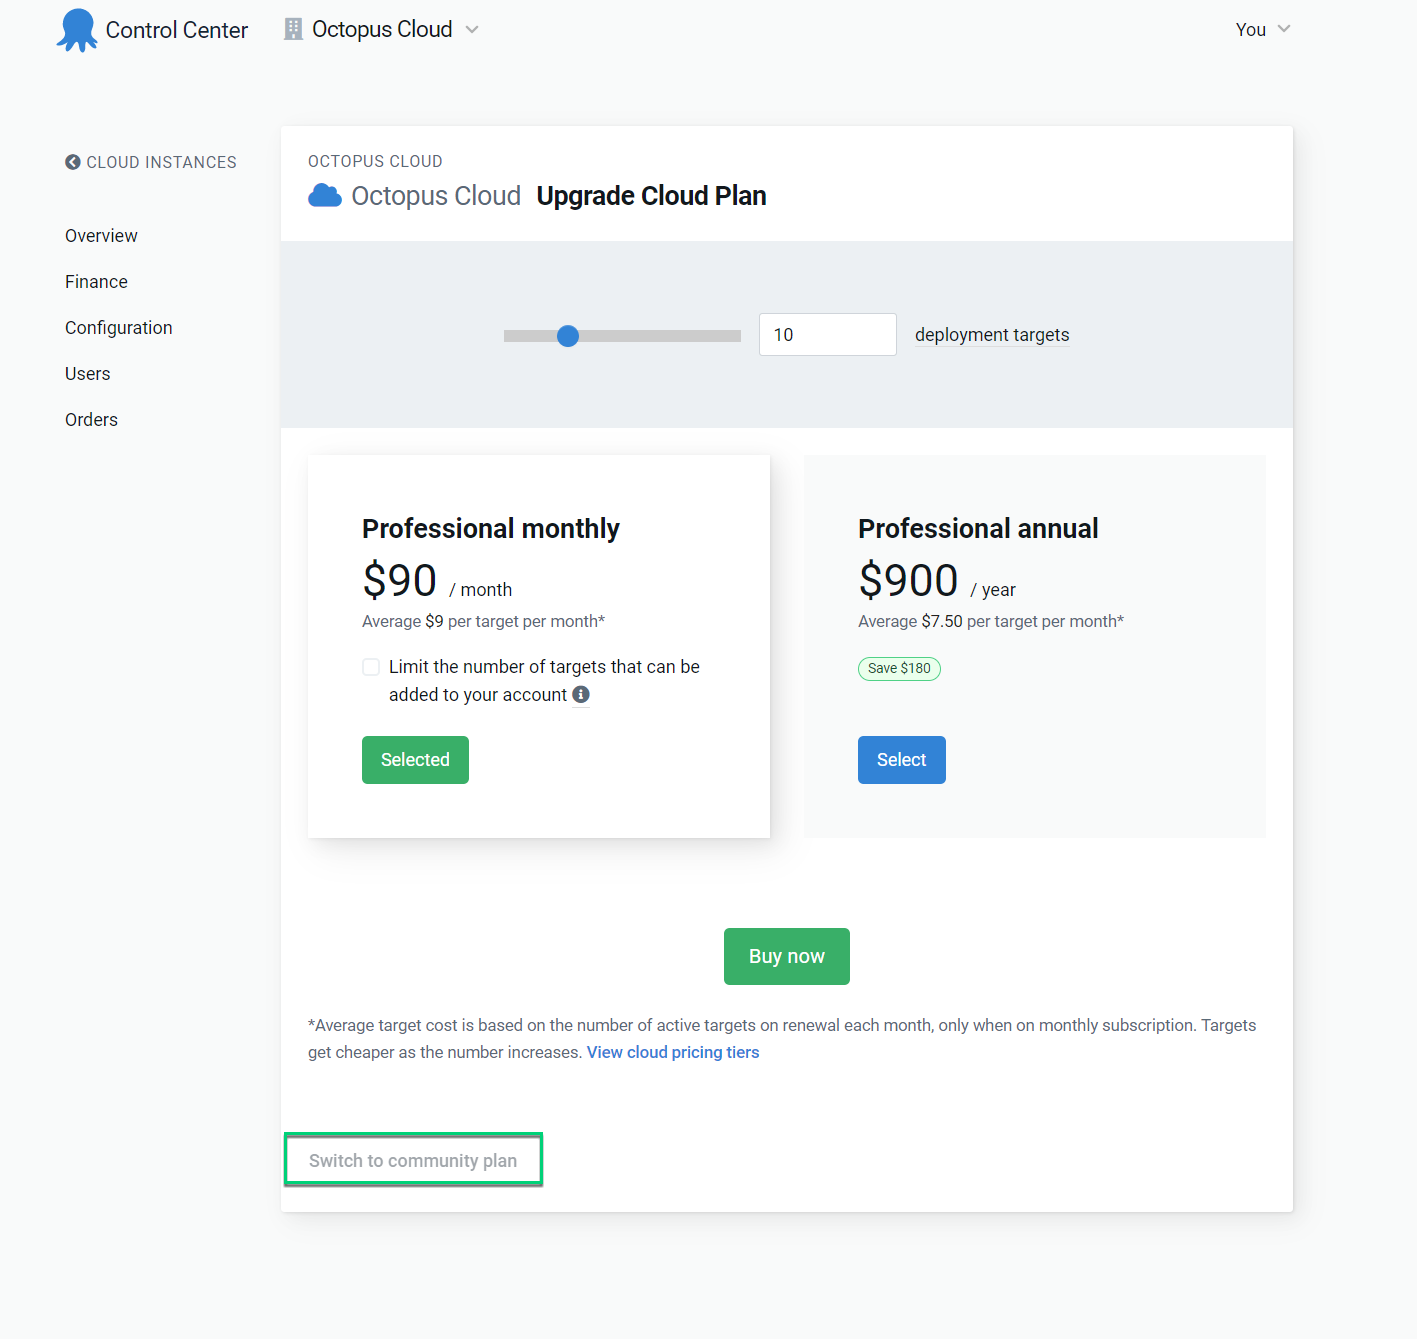 Control Center
Octopus Cloud
You
CLOUD INSTANCES
Overview
Finance
Configuration
Users
Orders
OCTOPUS CLOUD
Octopus Cloud Upgrade Cloud Plan
10 deployment targets
Professional monthly
$90 / month
Average $9 per target per month*
Limit the number of targets that can be
added to your account
Selected
Professional annual
$900 / year
Average $7.50 per target per month*
Save $180
Select
Buy now
*Average target cost is based on the number of active targets on renewal each month, only when on monthly subscription. Targets
get cheaper as the number increases. View cloud pricing tiers
Switch to community plan